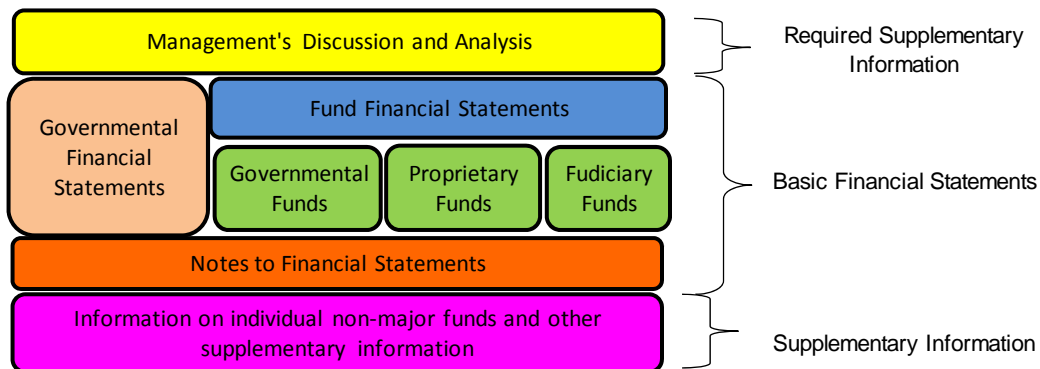 Management's Discussion and Analysis
Required Supplementary
Information
Governmental
Financial
Statements
Fund Financial Statements
Governmental
Funds
Proprietary
Funds
Fudiciary
Funds
Basic Financial Statements
Notes to Financial Statements
Information on individual non-major funds and other
supplementary information
Supplementary Information